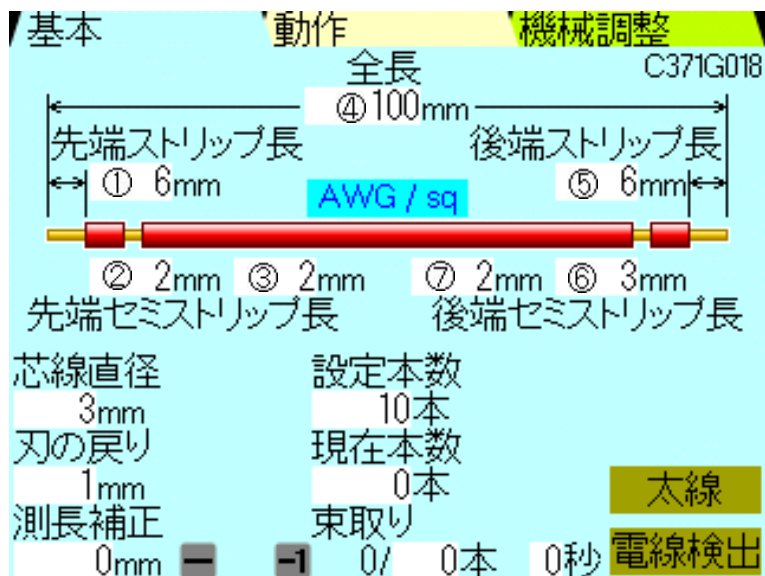 基本 動作 機械調整
全長 C371G018
④100mm
先端ストリップ長 後端ストリップ長
① 6mm ⑤ 6mm
AWG / sq
② 2mm ③ 2mm ⑦ 2mm ⑥ 3mm
先端セミストリップ長 後端セミストリップ長
芯線直径 設定本数
3mm 10本
刃の戻り 現在本数
1mm 0本 太線
測長補正 束取り
0mm ー -1 0/ 0本 0秒 電線検出